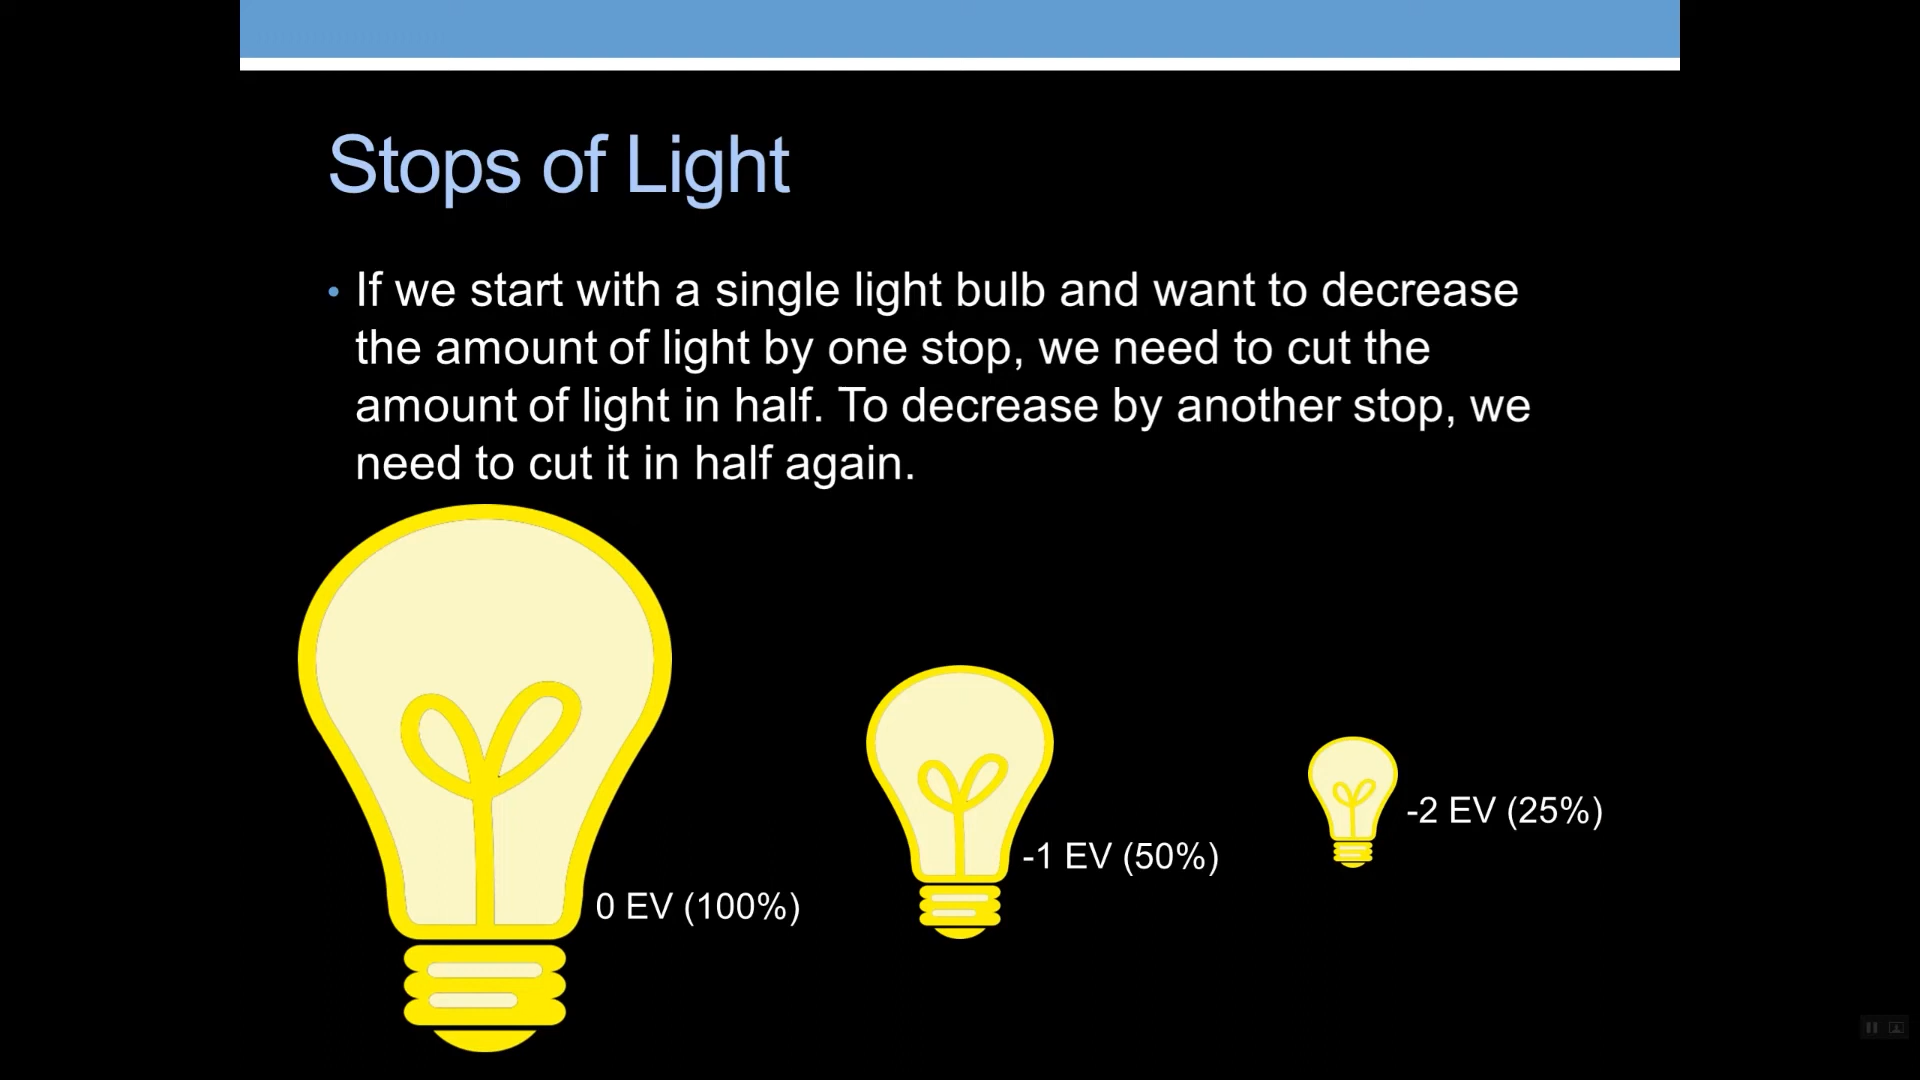 Stops of Light
• If we start with a single light bulb and want to decrease
the amount of light by one stop, we need to cut the
amount of light in half. To decrease by another stop, we
need to cut it in half again.
0 EV (100%)
-1 EV (50%)
-2 EV (25%)